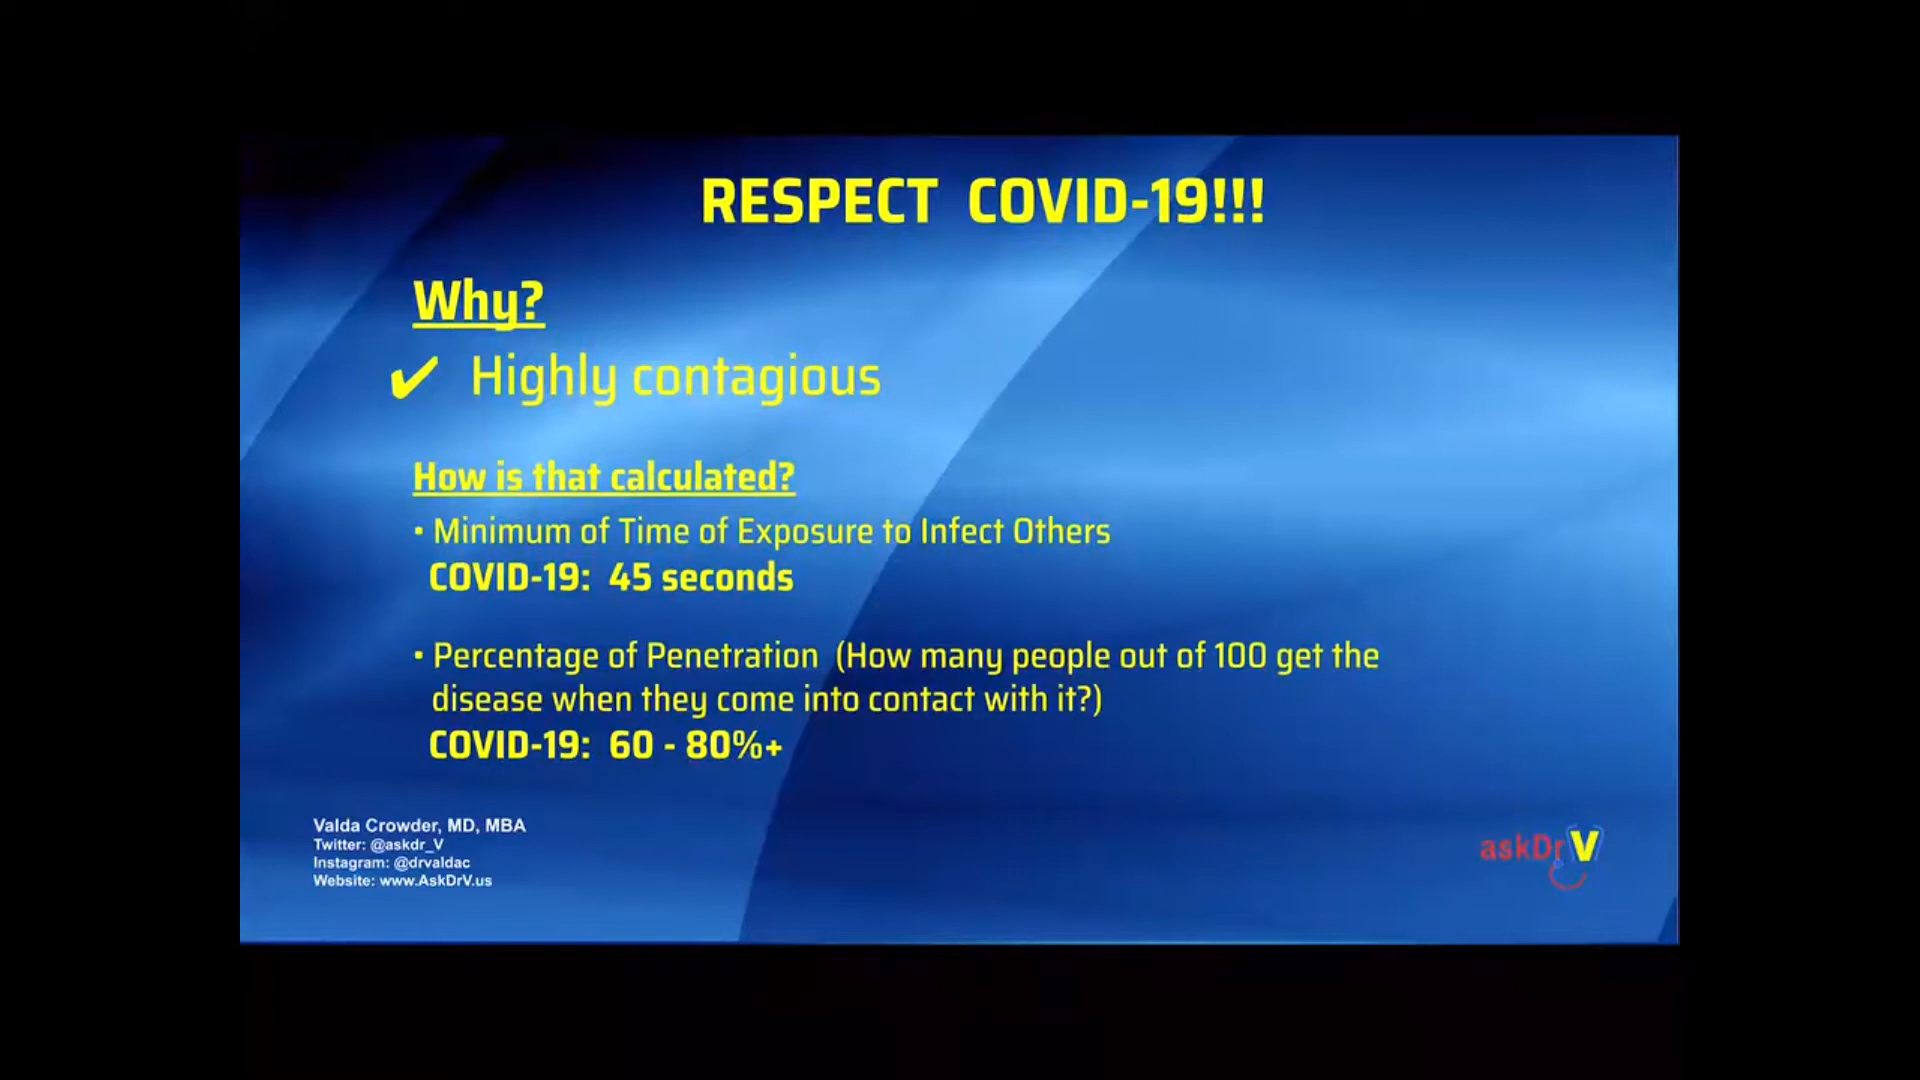 RESPECT COVID-19!!!
Why?
✔ Highly contagious
How is that calculated?
• Minimum of Time of Exposure to Infect Others
COVID-19: 45 seconds
• Percentage of Penetration (How many people out of 100 get the
disease when they come into contact with it?)
COVID-19: 60 - 80%+
Valda Crowder, MD, MBA
Twitter: @askdr_V
Instagram: @drvaldac
Website: www.AskDrV.us
askDrV